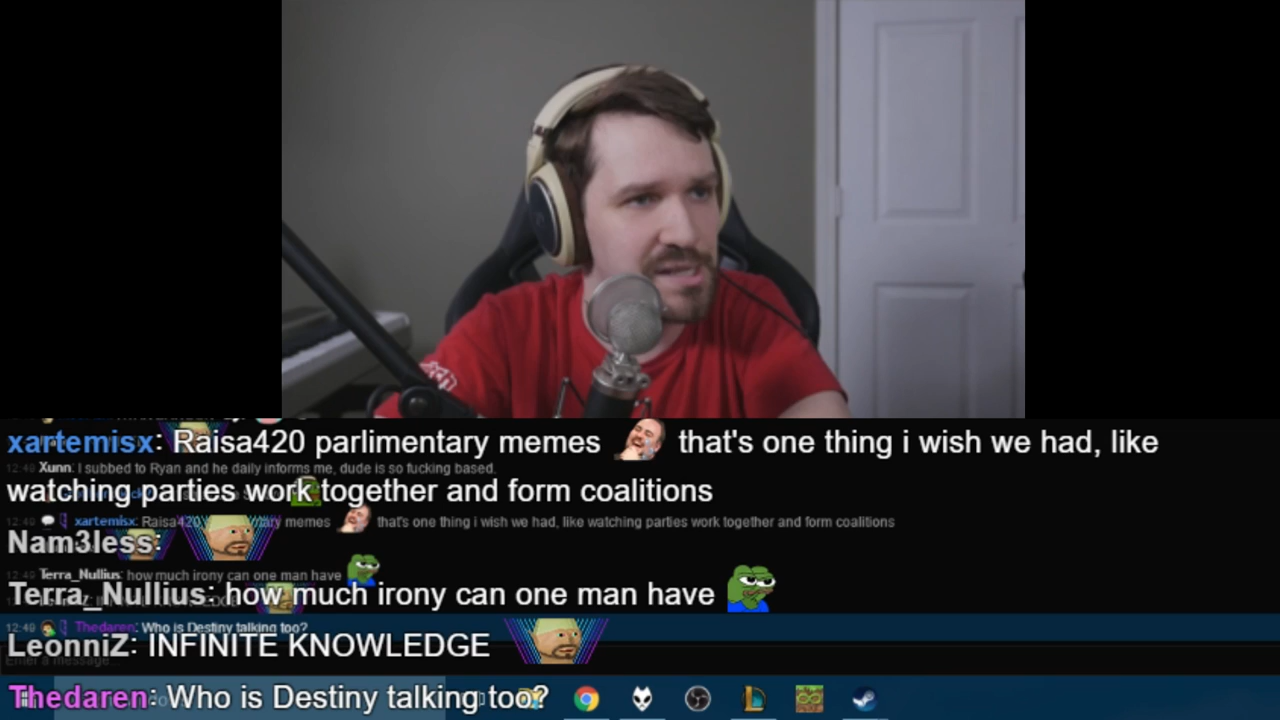 xartemisx: Raisa420 parlimentary memes that's one thing i wish we had, like
12:49 Xunn: I subbed to Ryan and he daily informs me, dude is so fucking based.
watching parties work together and form coalitions
12:49 xartemisx: Raisa420 memes that's one thing i wish we had, like watching parties work together and form coalitions
Nam3less:
Terra_Nullius: how much irony can one man have
Terra_Nullius: how much irony can one man have
12:49 Thedaren: Who is Destiny talking too?
LeonniZ: INFINITE KNOWLEDGE
Enter a message...
Thedaren: Who is Destiny talking too?